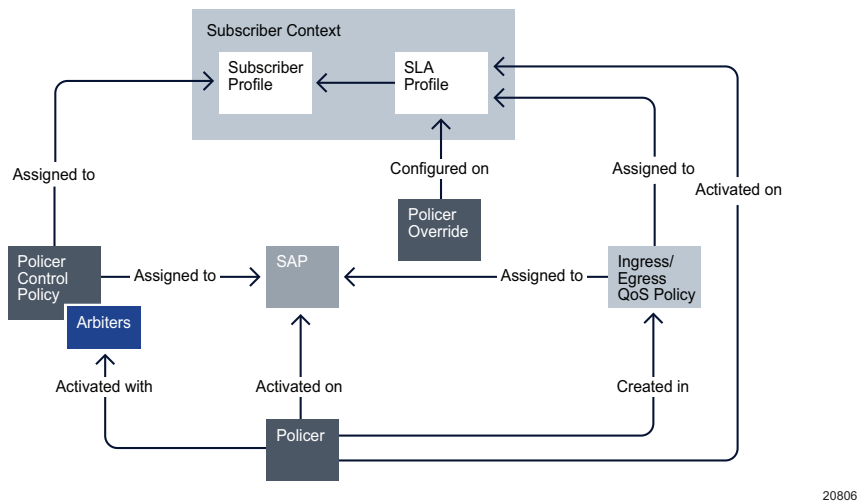 Subscriber Context
Subscriber
Profile
SLA
Profile
Assigned to
Configured on
Assigned to
Activated on
Policer
Override
Policer
Control
Policy
Assigned to
SAP
Assigned to
Ingress/
Egress
QoS Policy
Arbiters
Activated with
Activated on
Created in
Policer
20806